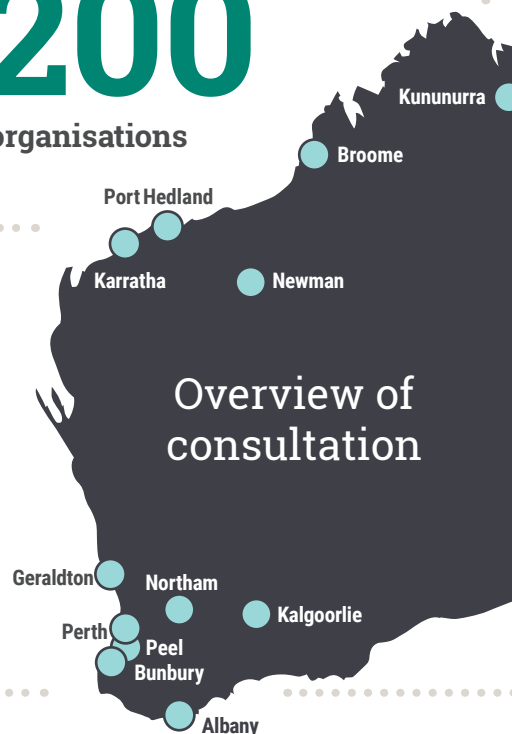 200
organisations
Kununurra
Broome
Port Hedland
Karratha
Newman
Overview of
consultation
Geraldton
Northam
Kalgoorlie
Perth
Peel
Bunbury
Albany